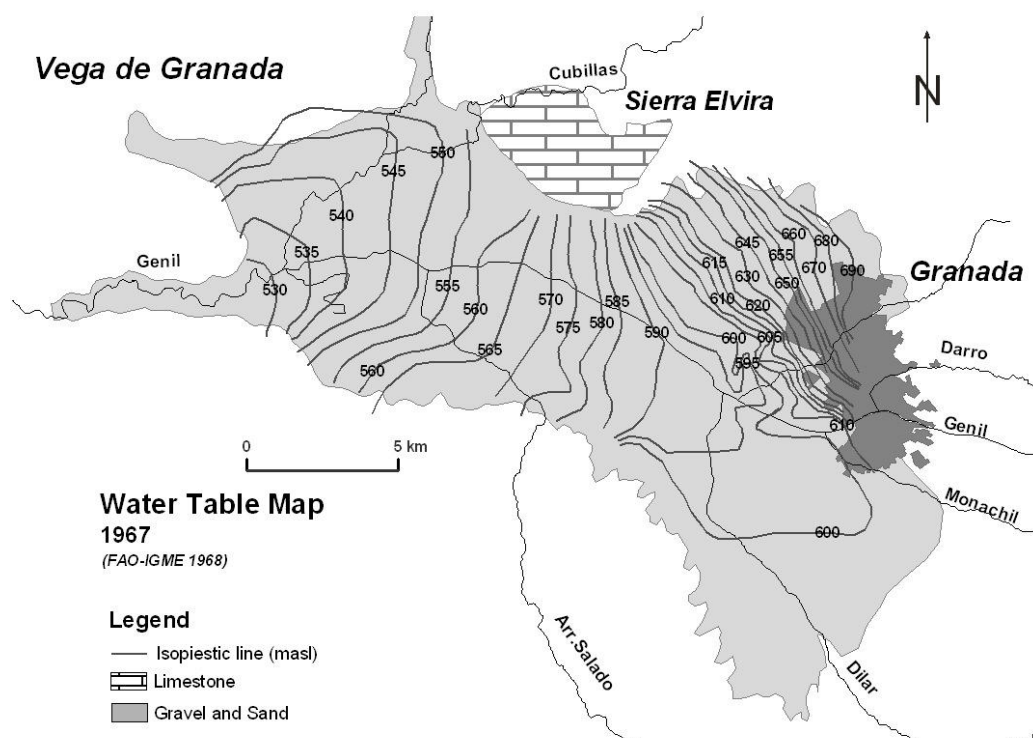 Vega de Granada
Cubillas
Sierra Elvira
N
550
545
540
535
530
Genil
555
560
565
560
570
575
580
585
590
595
600
605
610
615
620
630
645
650
655
660
670
680
690
Granada
Darro
Genil
610
Monachil
600
0 5 km
Water Table Map
1967
(FAO-IGME 1968)
Arr.Salado
Dilar
Legend
Isopiestic line (masl)
Limestone
Gravel and Sand